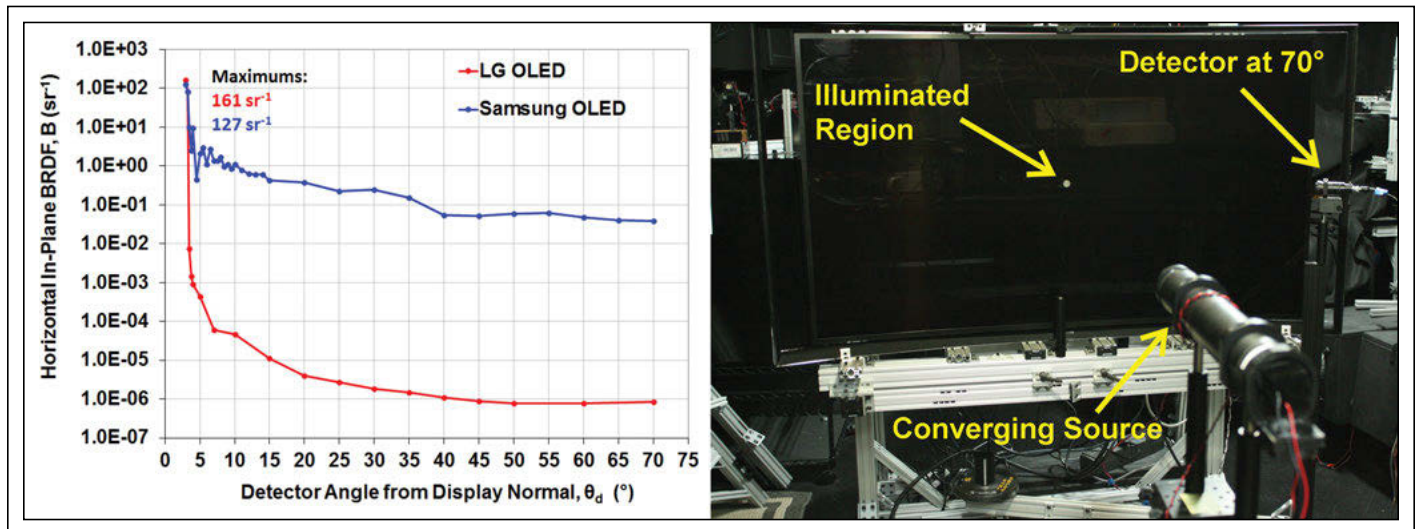 Horizontal In-Plane BRDF, B (sr⁻¹)
1.0E+03
1.0E+02
1.0E+01
1.0E+00
1.0E-01
1.0E-02
1.0E-03
1.0E-04
1.0E-05
1.0E-06
1.0E-07
Maximums:
161 sr⁻¹
127 sr⁻¹
LG OLED
Samsung OLED
0 5 10 15 20 25 30 35 40 45 50 55 60 65 70 75
Detector Angle from Display Normal, θd (°)
Detector at 70°
Illuminated
Region
Converging Source